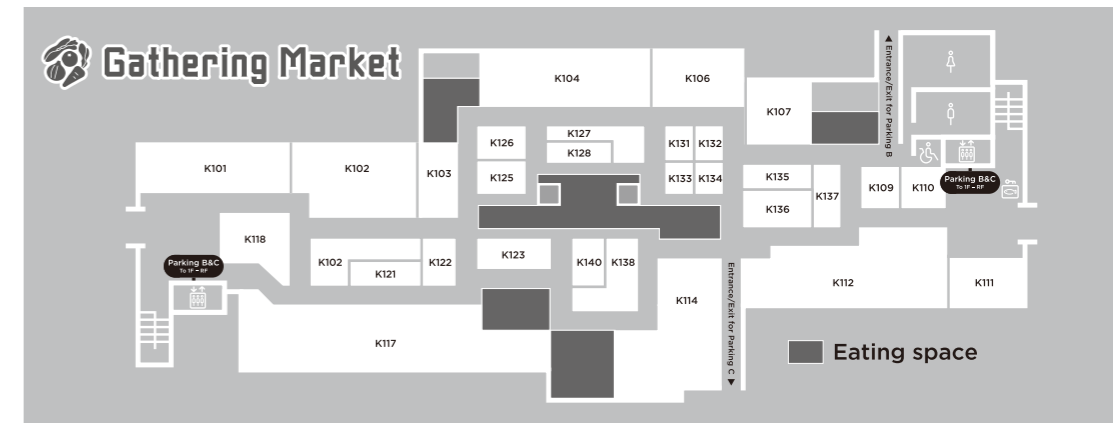 Gathering Market
K104
K106
K107
Entrance/Exit for Parking B
K101
K102
K103
K126
K127
K128
K125
K131
K132
K133
K134
K135
K136
K137
K109
K110
Parking B&C
To 1F – RF
K118
Parking B&C
To 1F – RF
K102
K121
K122
K123
K140
K138
K114
Entrance/Exit for Parking C
K112
K111
K117
Eating space